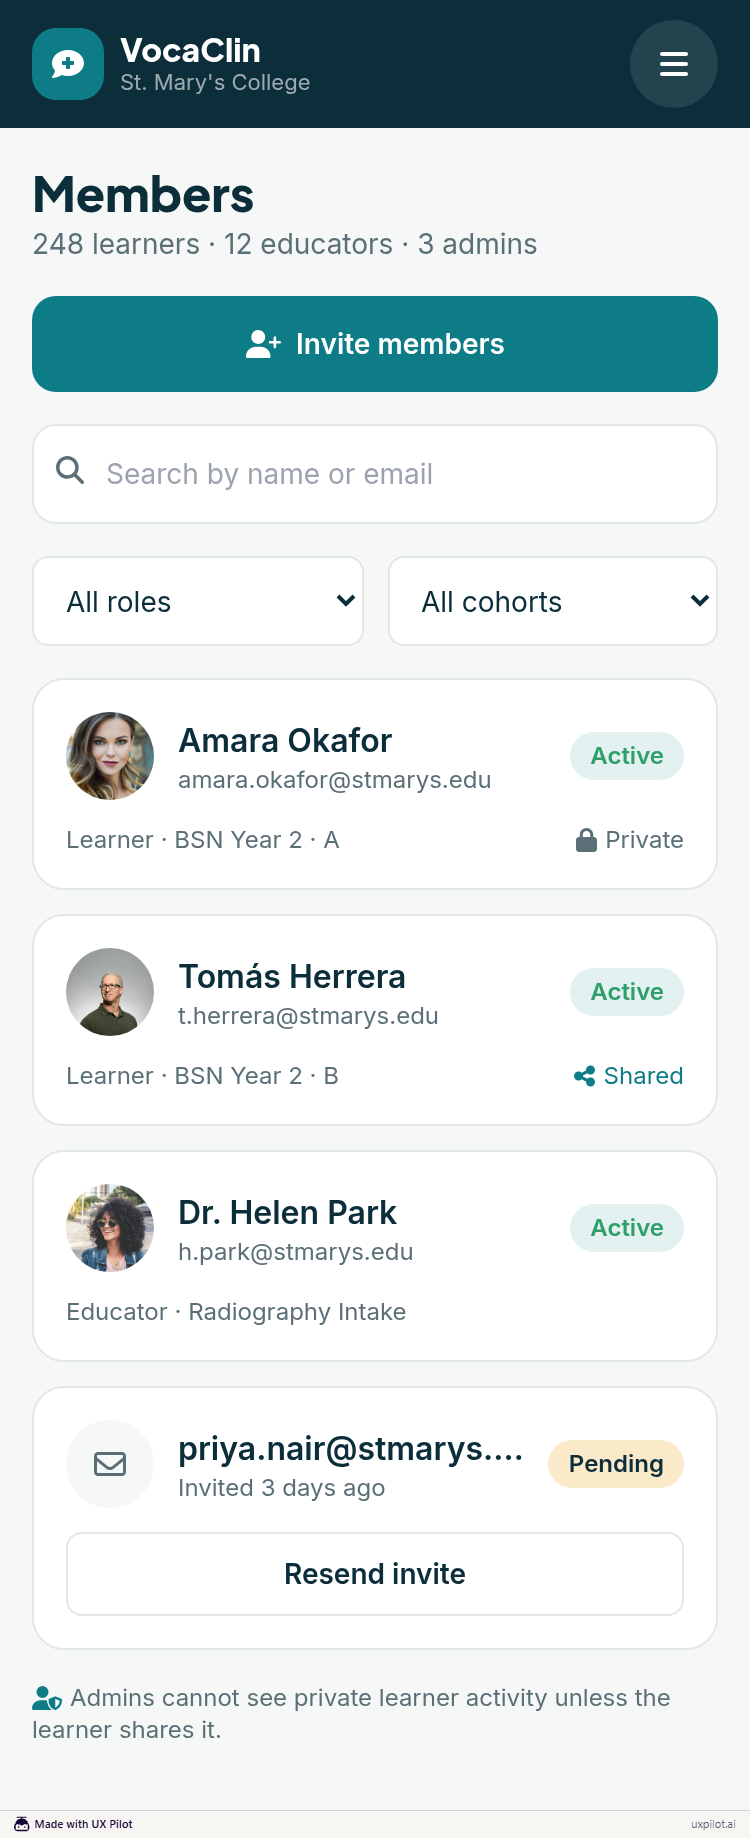 VocaClin
St. Mary's College
Members
248 learners · 12 educators · 3 admins
Invite members
Search by name or email
All roles
All cohorts
Amara Okafor
amara.okafor@stmarys.edu
Active
Learner · BSN Year 2 · A
Private
Tomás Herrera
t.herrera@stmarys.edu
Active
Learner · BSN Year 2 · B
Shared
Dr. Helen Park
h.park@stmarys.edu
Active
Educator · Radiography Intake
priya.nair@stmarys....
Invited 3 days ago
Pending
Resend invite
Admins cannot see private learner activity unless the
learner shares it.
Made with UX Pilot
uxpilot.ai